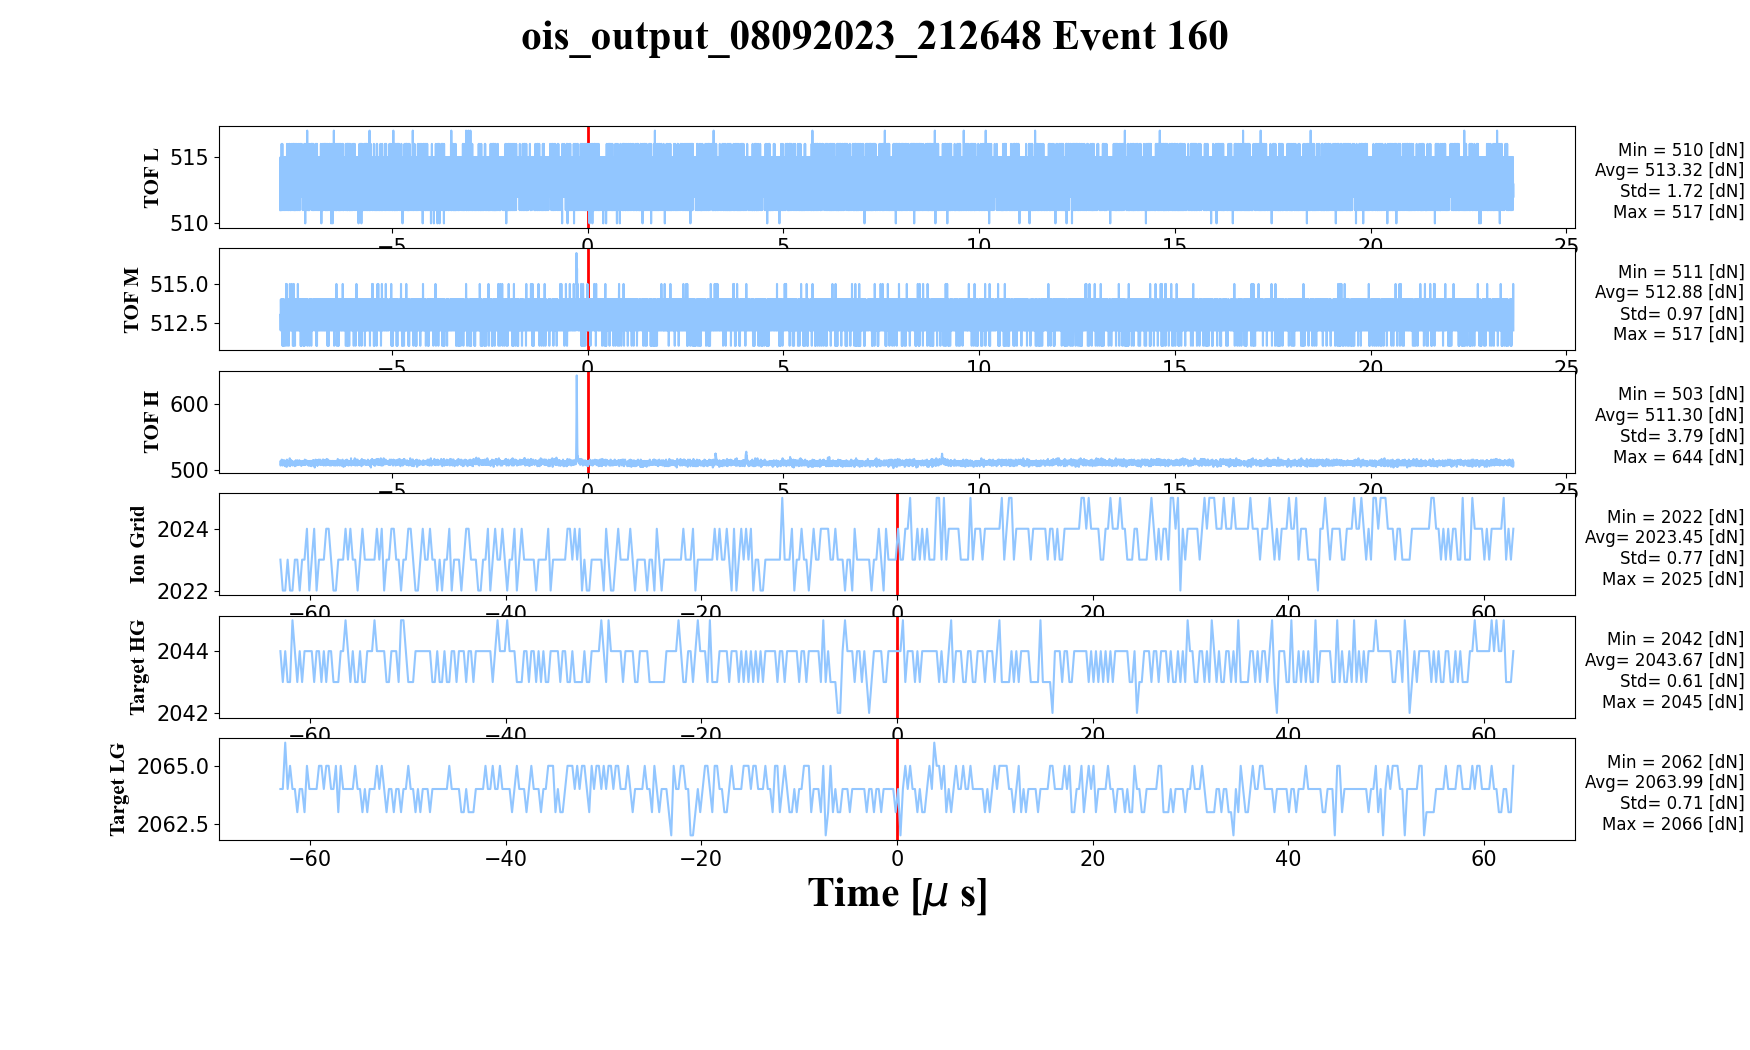 ois_output_08092023_212648 Event 160
TOF L
515
510
−5
0
5
10
15
20
25
Min = 510 [dN]
Avg= 513.32 [dN]
Std= 1.72 [dN]
Max = 517 [dN]
TOF M
515.0
512.5
−5
0
5
10
15
20
25
Min = 511 [dN]
Avg= 512.88 [dN]
Std= 0.97 [dN]
Max = 517 [dN]
TOF H
600
500
−5
0
5
10
15
20
25
Min = 503 [dN]
Avg= 511.30 [dN]
Std= 3.79 [dN]
Max = 644 [dN]
Ion Grid
2024
2022
−60
−40
−20
0
20
40
60
Min = 2022 [dN]
Avg= 2023.45 [dN]
Std= 0.77 [dN]
Max = 2025 [dN]
Target HG
2044
2042
−60
−40
−20
0
20
40
60
Min = 2042 [dN]
Avg= 2043.67 [dN]
Std= 0.61 [dN]
Max = 2045 [dN]
Target LG
2065.0
2062.5
−60
−40
−20
0
20
40
60
Min = 2062 [dN]
Avg= 2063.99 [dN]
Std= 0.71 [dN]
Max = 2066 [dN]
Time [μ s]